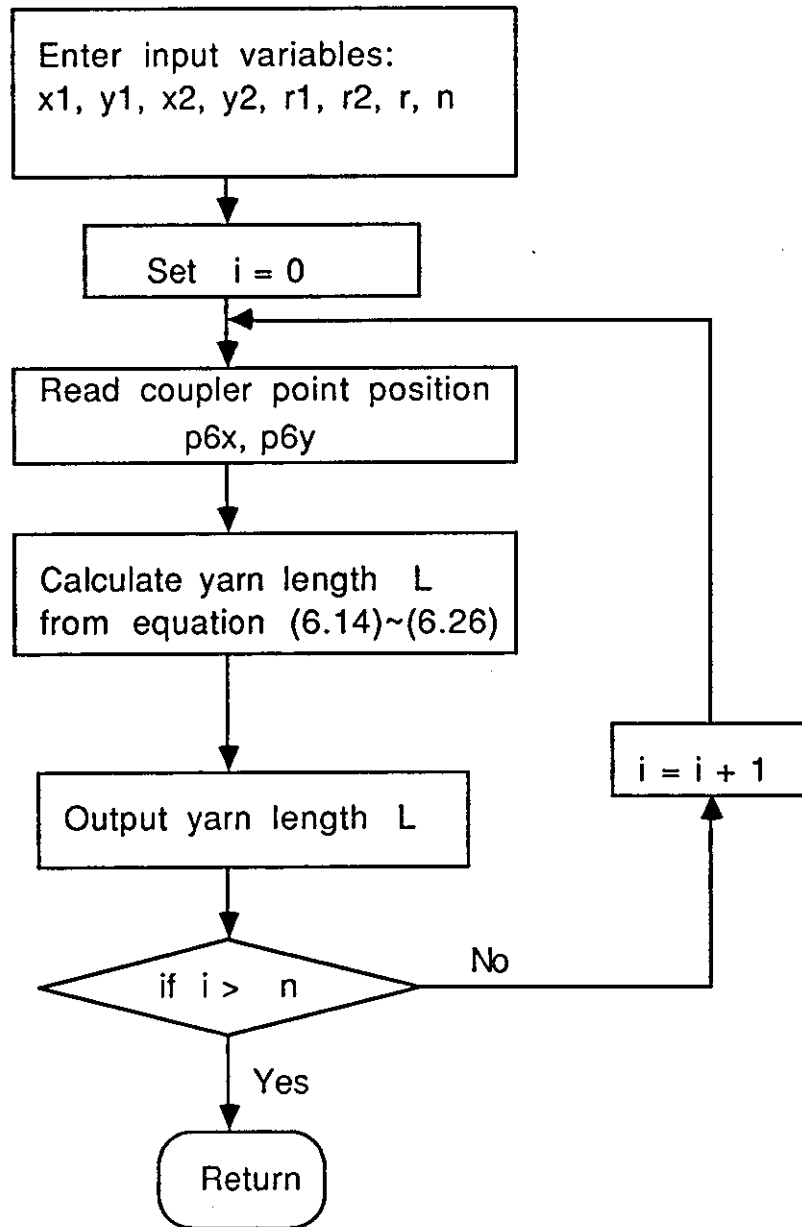 Enter input variables:
x1, y1, x2, y2, r1, r2, r, n
Set i = 0
Read coupler point position
p6x, p6y
Calculate yarn length L
from equation (6.14)~(6.26)
i = i + 1
Output yarn length L
if i > n
No
Yes
Return